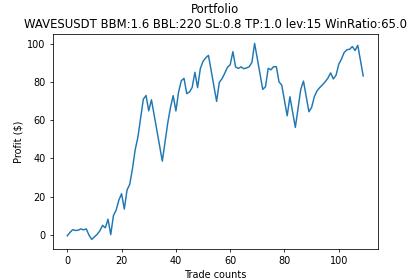 Portfolio
WAVESUSDT BBM:1.6 BBL:220 SL:0.8 TP:1.0 lev:15 WinRatio:65.0
100
80
60
40
20
0
Profit ($)
0 20 40 60 80 100
Trade counts